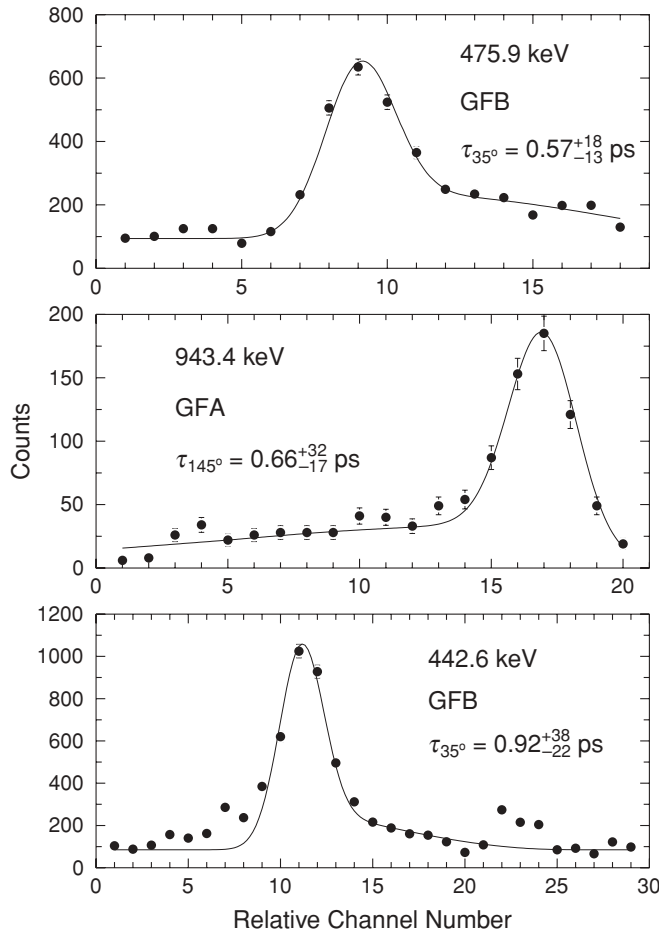 800
600
400
200
0
475.9 keV
GFB
τ35o = 0.57+18−13 ps
0 5 10 15
200
150
100
50
0
943.4 keV
GFA
τ145o = 0.66+32−17 ps
0 5 10 15 20
Counts
1200
1000
800
600
400
200
0
442.6 keV
GFB
τ35o = 0.92+38−22 ps
0 5 10 15 20 25 30
Relative Channel Number